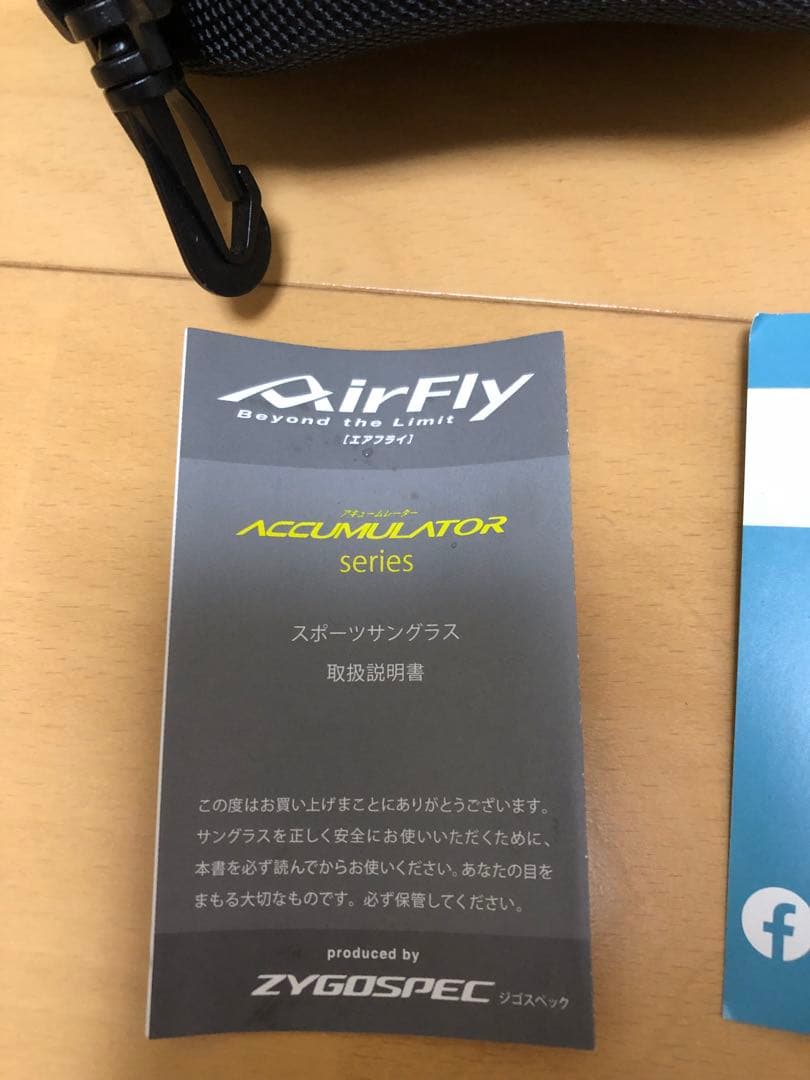 AirFly
Beyond the Limit
[エアフライ]
アキュームレーター
ACCUMULATOR
series
スポーツサングラス
取扱説明書
この度はお買い上げまことにありがとうございます。
サングラスを正しく安全にお使いいただくために、
本書を必ず読んでからお使いください。あなたの目を
まもる大切なものです。必ず保管してください。
produced by
ZYGOSPEC ジゴスペック